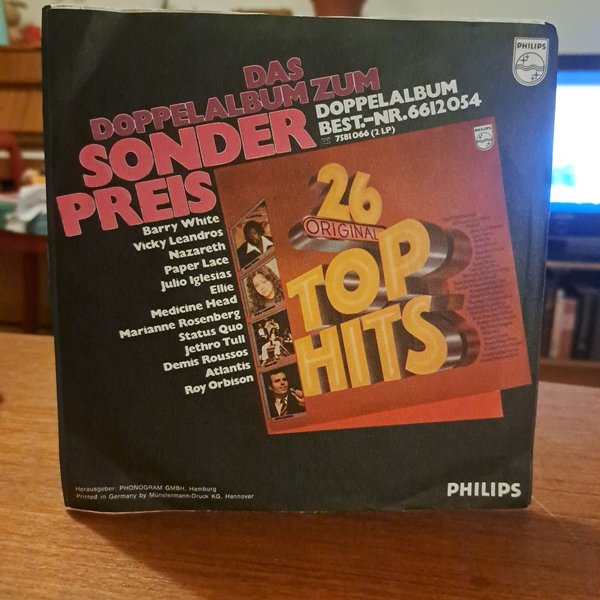 PHILIPS
DAS
DOPPELALBUM ZUM
SONDER
PREIS
DOPPELALBUM
BEST.-NR. 6612 054
7581 066 (2 LP)
Barry White
Vicky Leandros
Nazareth
Paper Lace
Julio Iglesias
Ellie
Medicine Head
Marianne Rosenberg
Status Quo
Jethro Tull
Demis Roussos
Atlantis
Roy Orbison
26
ORIGINAL
TOP
HITS
Herausgeber: PHONOGRAM GMBH, Hamburg
Printed in Germany by Münstermann-Druck KG, Hannover
PHILIPS